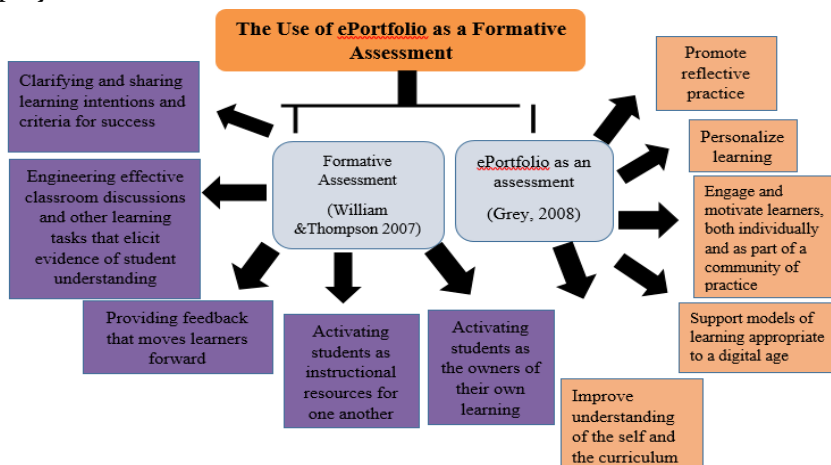 The Use of ePortfolio as a Formative
Assessment
Clarifying and sharing
learning intentions and
criteria for success
Engineering effective
classroom discussions
and other learning
tasks that elicit
evidence of student
understanding
Providing feedback
that moves learners
forward
Formative
Assessment
(William
&Thompson 2007)
Activating
students as
instructional
resources for
one another
Activating
students as
the owners of
their own
learning
ePortfolio as an
assessment
(Grey, 2008)
Promote
reflective
practice
Personalize
learning
Engage and
motivate learners,
both individually
and as part of a
community of
practice
Support models of
learning appropriate
to a digital age
Improve
understanding
of the self and
the curriculum